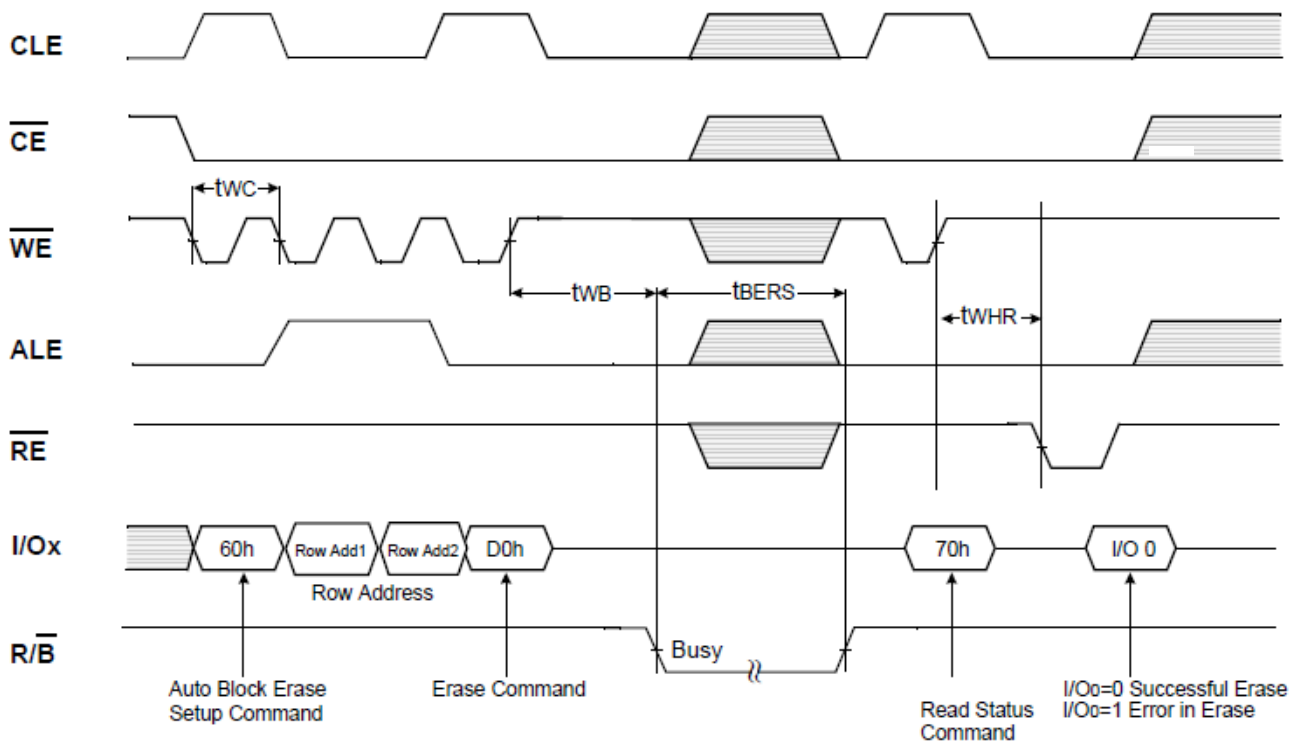 CLE
CE
tWC
WE
tWB
tBERS
tWHR
ALE
RE
I/Ox
60h
Row Add1
Row Add2
D0h
70h
I/O 0
Row Address
R/B
Busy
Auto Block Erase
Setup Command
Erase Command
Read Status
Command
I/O0=0 Successful Erase
I/O0=1 Error in Erase